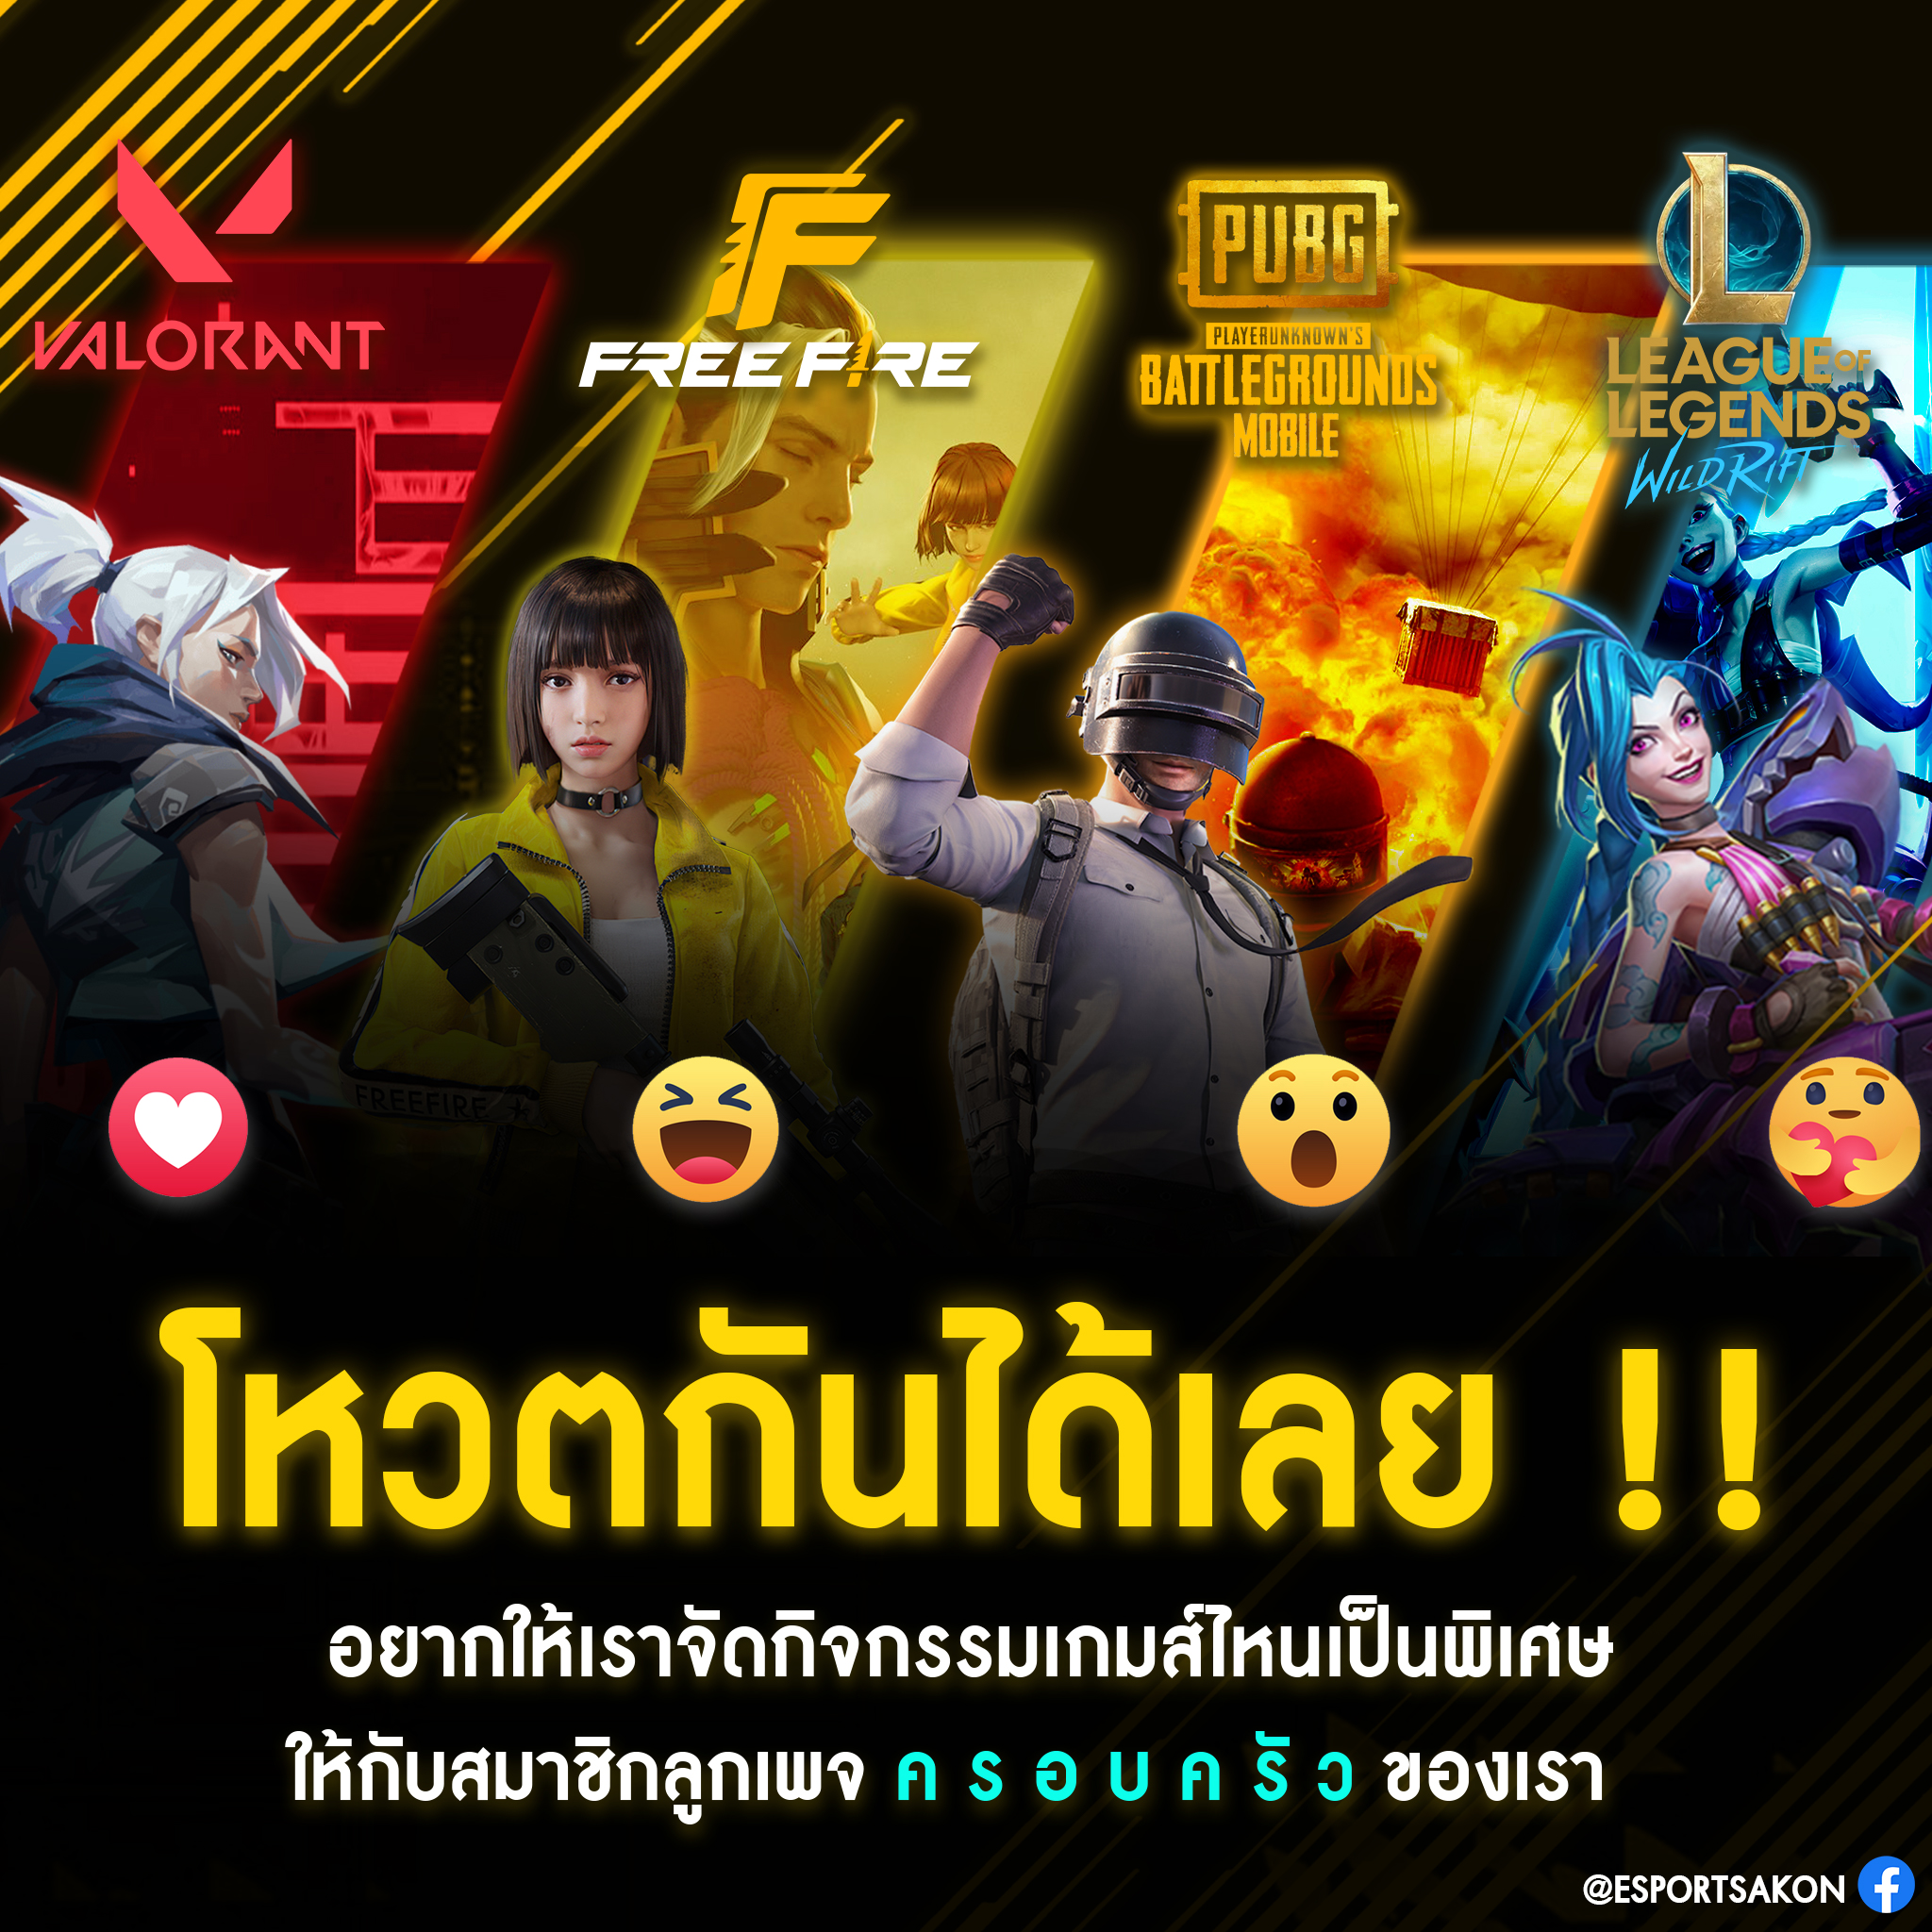 VALORANT
FREE FIRE
PUBG
PLAYERUNKNOWN'S
BATTLEGROUNDS
MOBILE
LEAGUE OF
LEGENDS
WILD RIFT
FREEFIRE
โหวตกันได้เลย !!
อยากให้เราจัดกิจกรรมเกมส์ไหนเป็นพิเศษ
ให้กับสมาชิกลูกเพจ ค ร อ บ ค รั ว ของเรา
@ESPORTSAKON